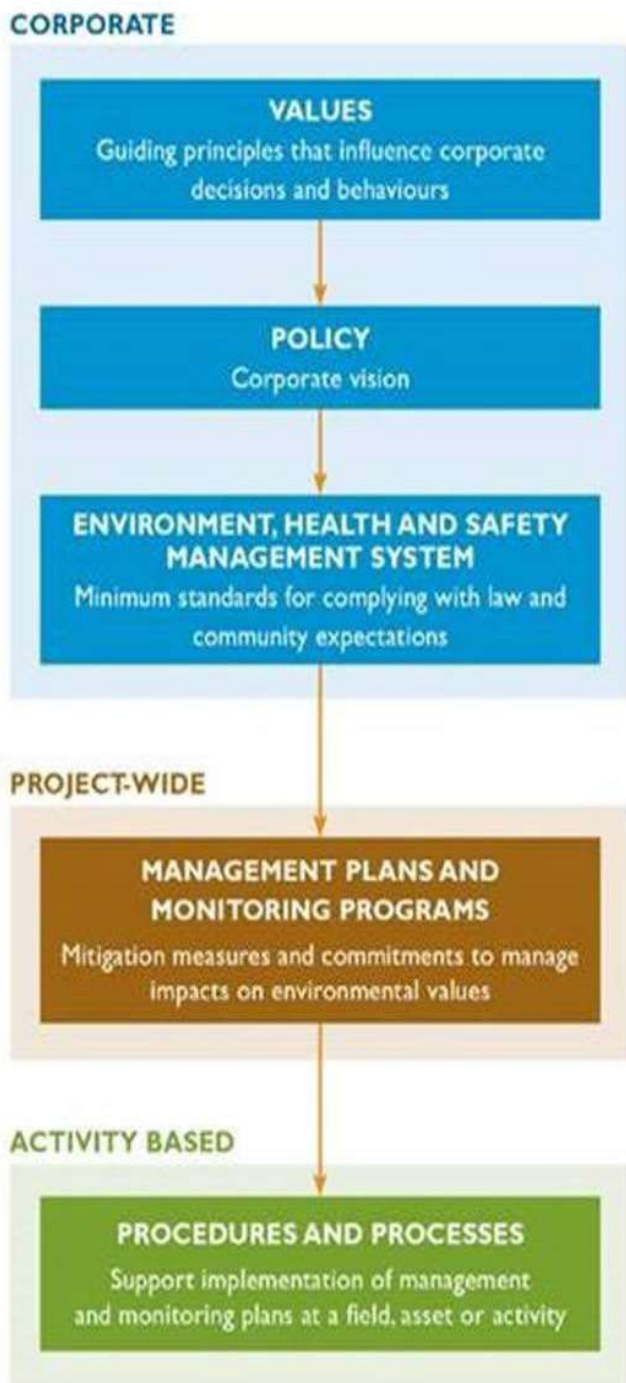 CORPORATE
VALUES
Guiding principles that influence corporate
decisions and behaviours
POLICY
Corporate vision
ENVIRONMENT, HEALTH AND SAFETY
MANAGEMENT SYSTEM
Minimum standards for complying with law and
community expectations
PROJECT-WIDE
MANAGEMENT PLANS AND
MONITORING PROGRAMS
Mitigation measures and commitments to manage
impacts on environmental values
ACTIVITY BASED
PROCEDURES AND PROCESSES
Support implementation of management
and monitoring plans at a field, asset or activity